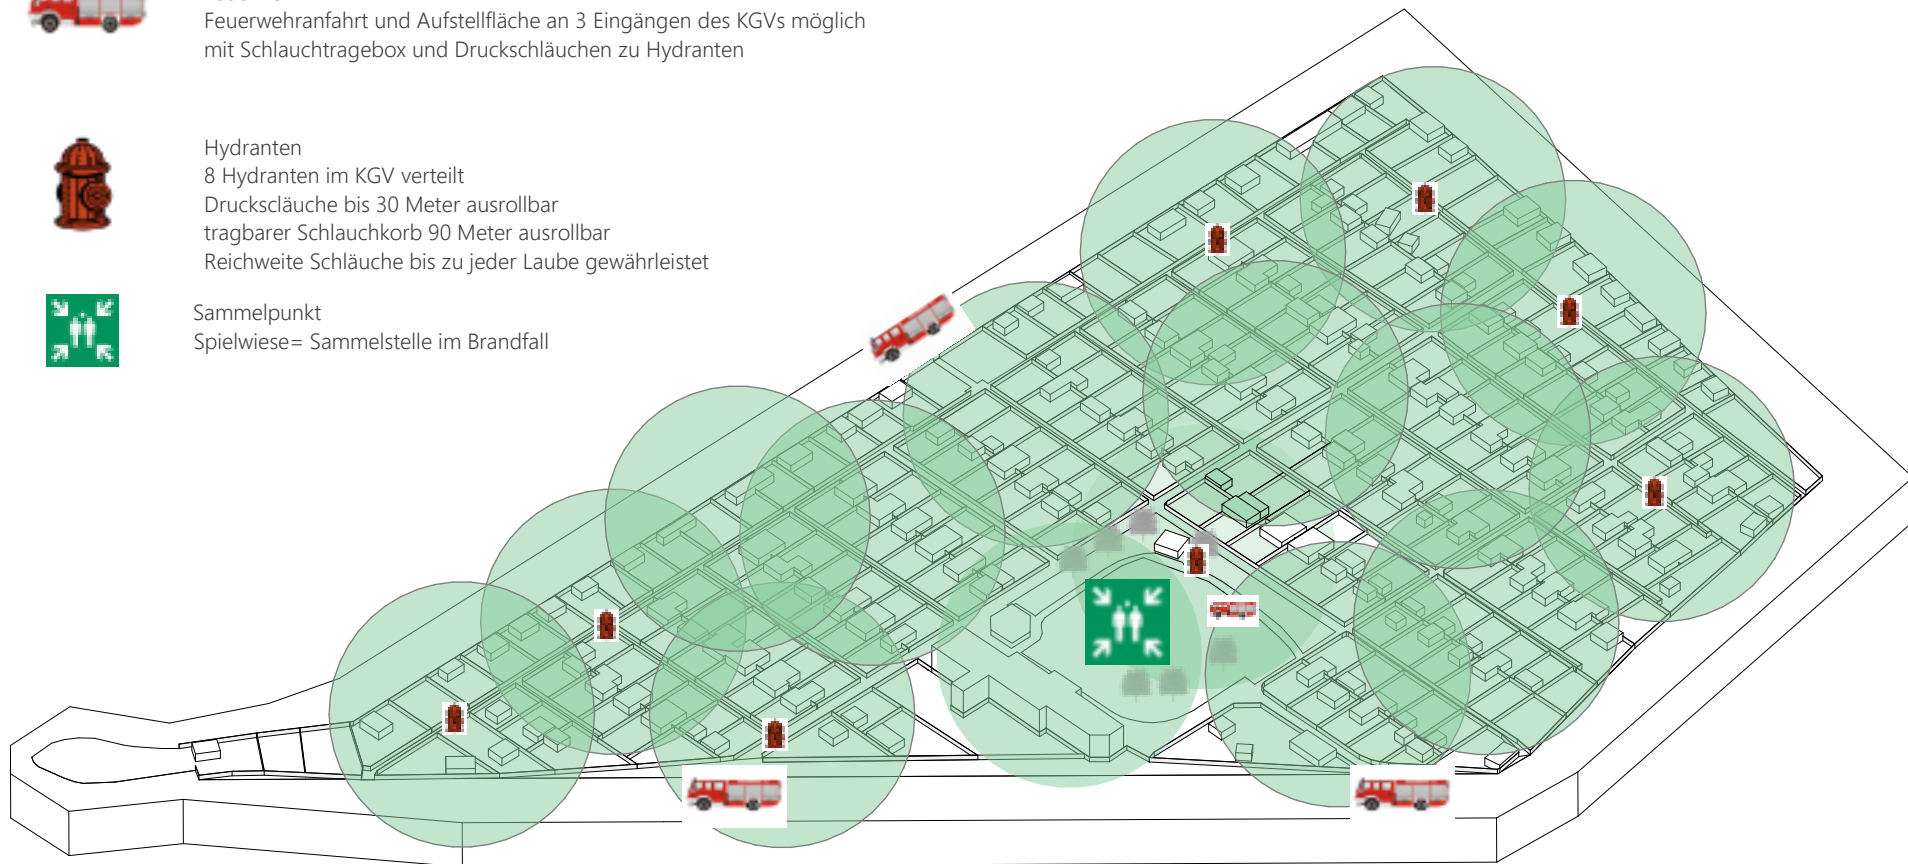 Feuerwehranfahrt und Aufstellfläche an 3 Eingängen des KGVs möglich
mit Schlauchtragebox und Druckschläuchen zu Hydranten
Hydranten
8 Hydranten im KGV verteilt
Draucksläuche bis 30 Meter ausrollbar
tragbarer Schlauchkorb 90 Meter ausrollbar
Reichweite Schläuche bis zu jeder Laube gewährleistet
Sammelpunkt
Spielwiese= Sammelstelle im Brandfall